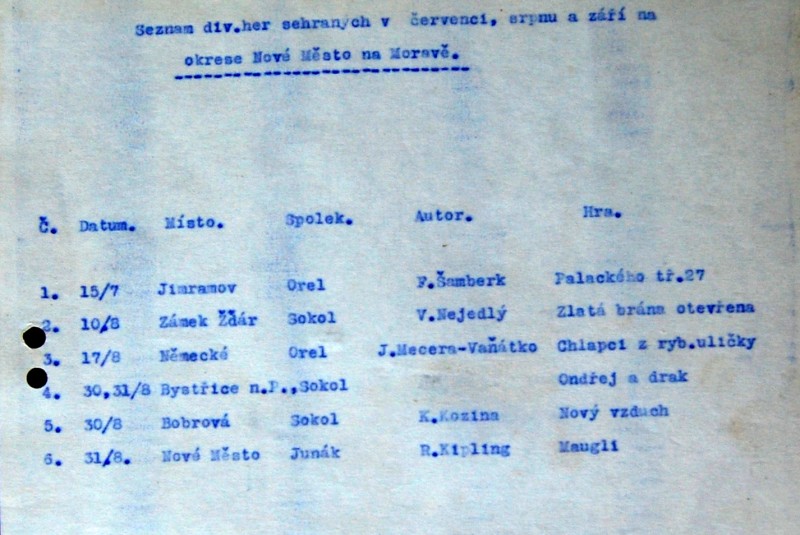 Seznam div.her sehraných v červenci, srpnu a září na
okrese Nové Město na Moravě.
Č. Datum. Místo. Spolek. Autor. Hra.
1. 15/7 Jimramov Orel F.Šamberk Palackého tř.27
2. 10/8 Zámek Žďár Sokol V.Nejedlý Zlatá brána otevřena
3. 17/8 Německé Orel J.Mecera-Vaňátko Chlapci z ryb.uličky
4. 30,31/8 Bystřice n.P.,Sokol Ondřej a drak
5. 30/8 Bobrová Sokol K.Kozina Nový vzduch
6. 31/8. Nové Město Junák R.Kipling Maugli